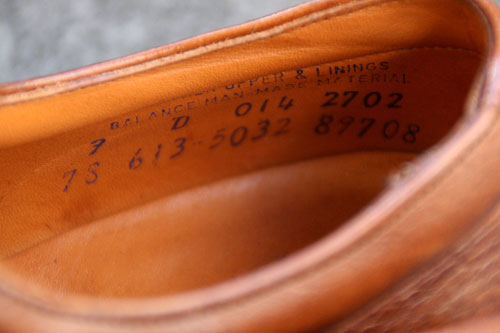 UPPER & LININGS
BALANCE MAN-MADE MATERIAL
7 D 014 2702
7S 613-5032 89708